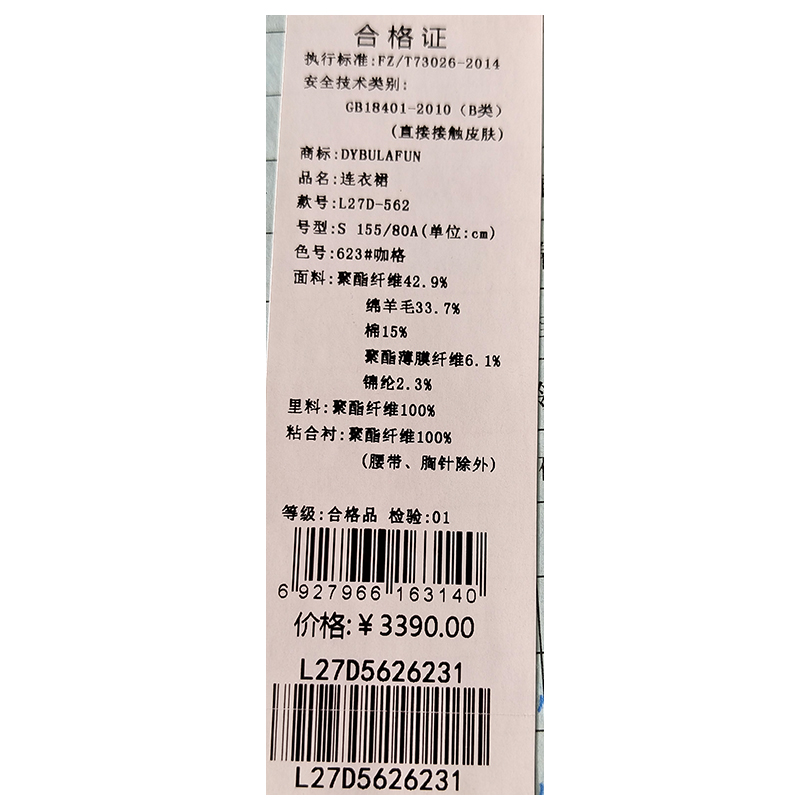 合格证
执行标准:FZ/T73026-2014
安全技术类别:
GB18401-2010（B类）
(直接接触皮肤)
商标:DYBULAFUN
品名:连衣裙
款号:L27D-562
号型:S 155/80A(单位:cm)
色号:623#咖格
面料:聚酯纤维42.9%
绵羊毛33.7%
棉15%
聚酯薄膜纤维6.1%
锦纶2.3%
里料:聚酯纤维100%
粘合衬:聚酯纤维100%
(腰带、胸针除外)
等级:合格品 检验:01
6 927966 163140
价格:￥3390.00
L27D5626231
L27D5626231